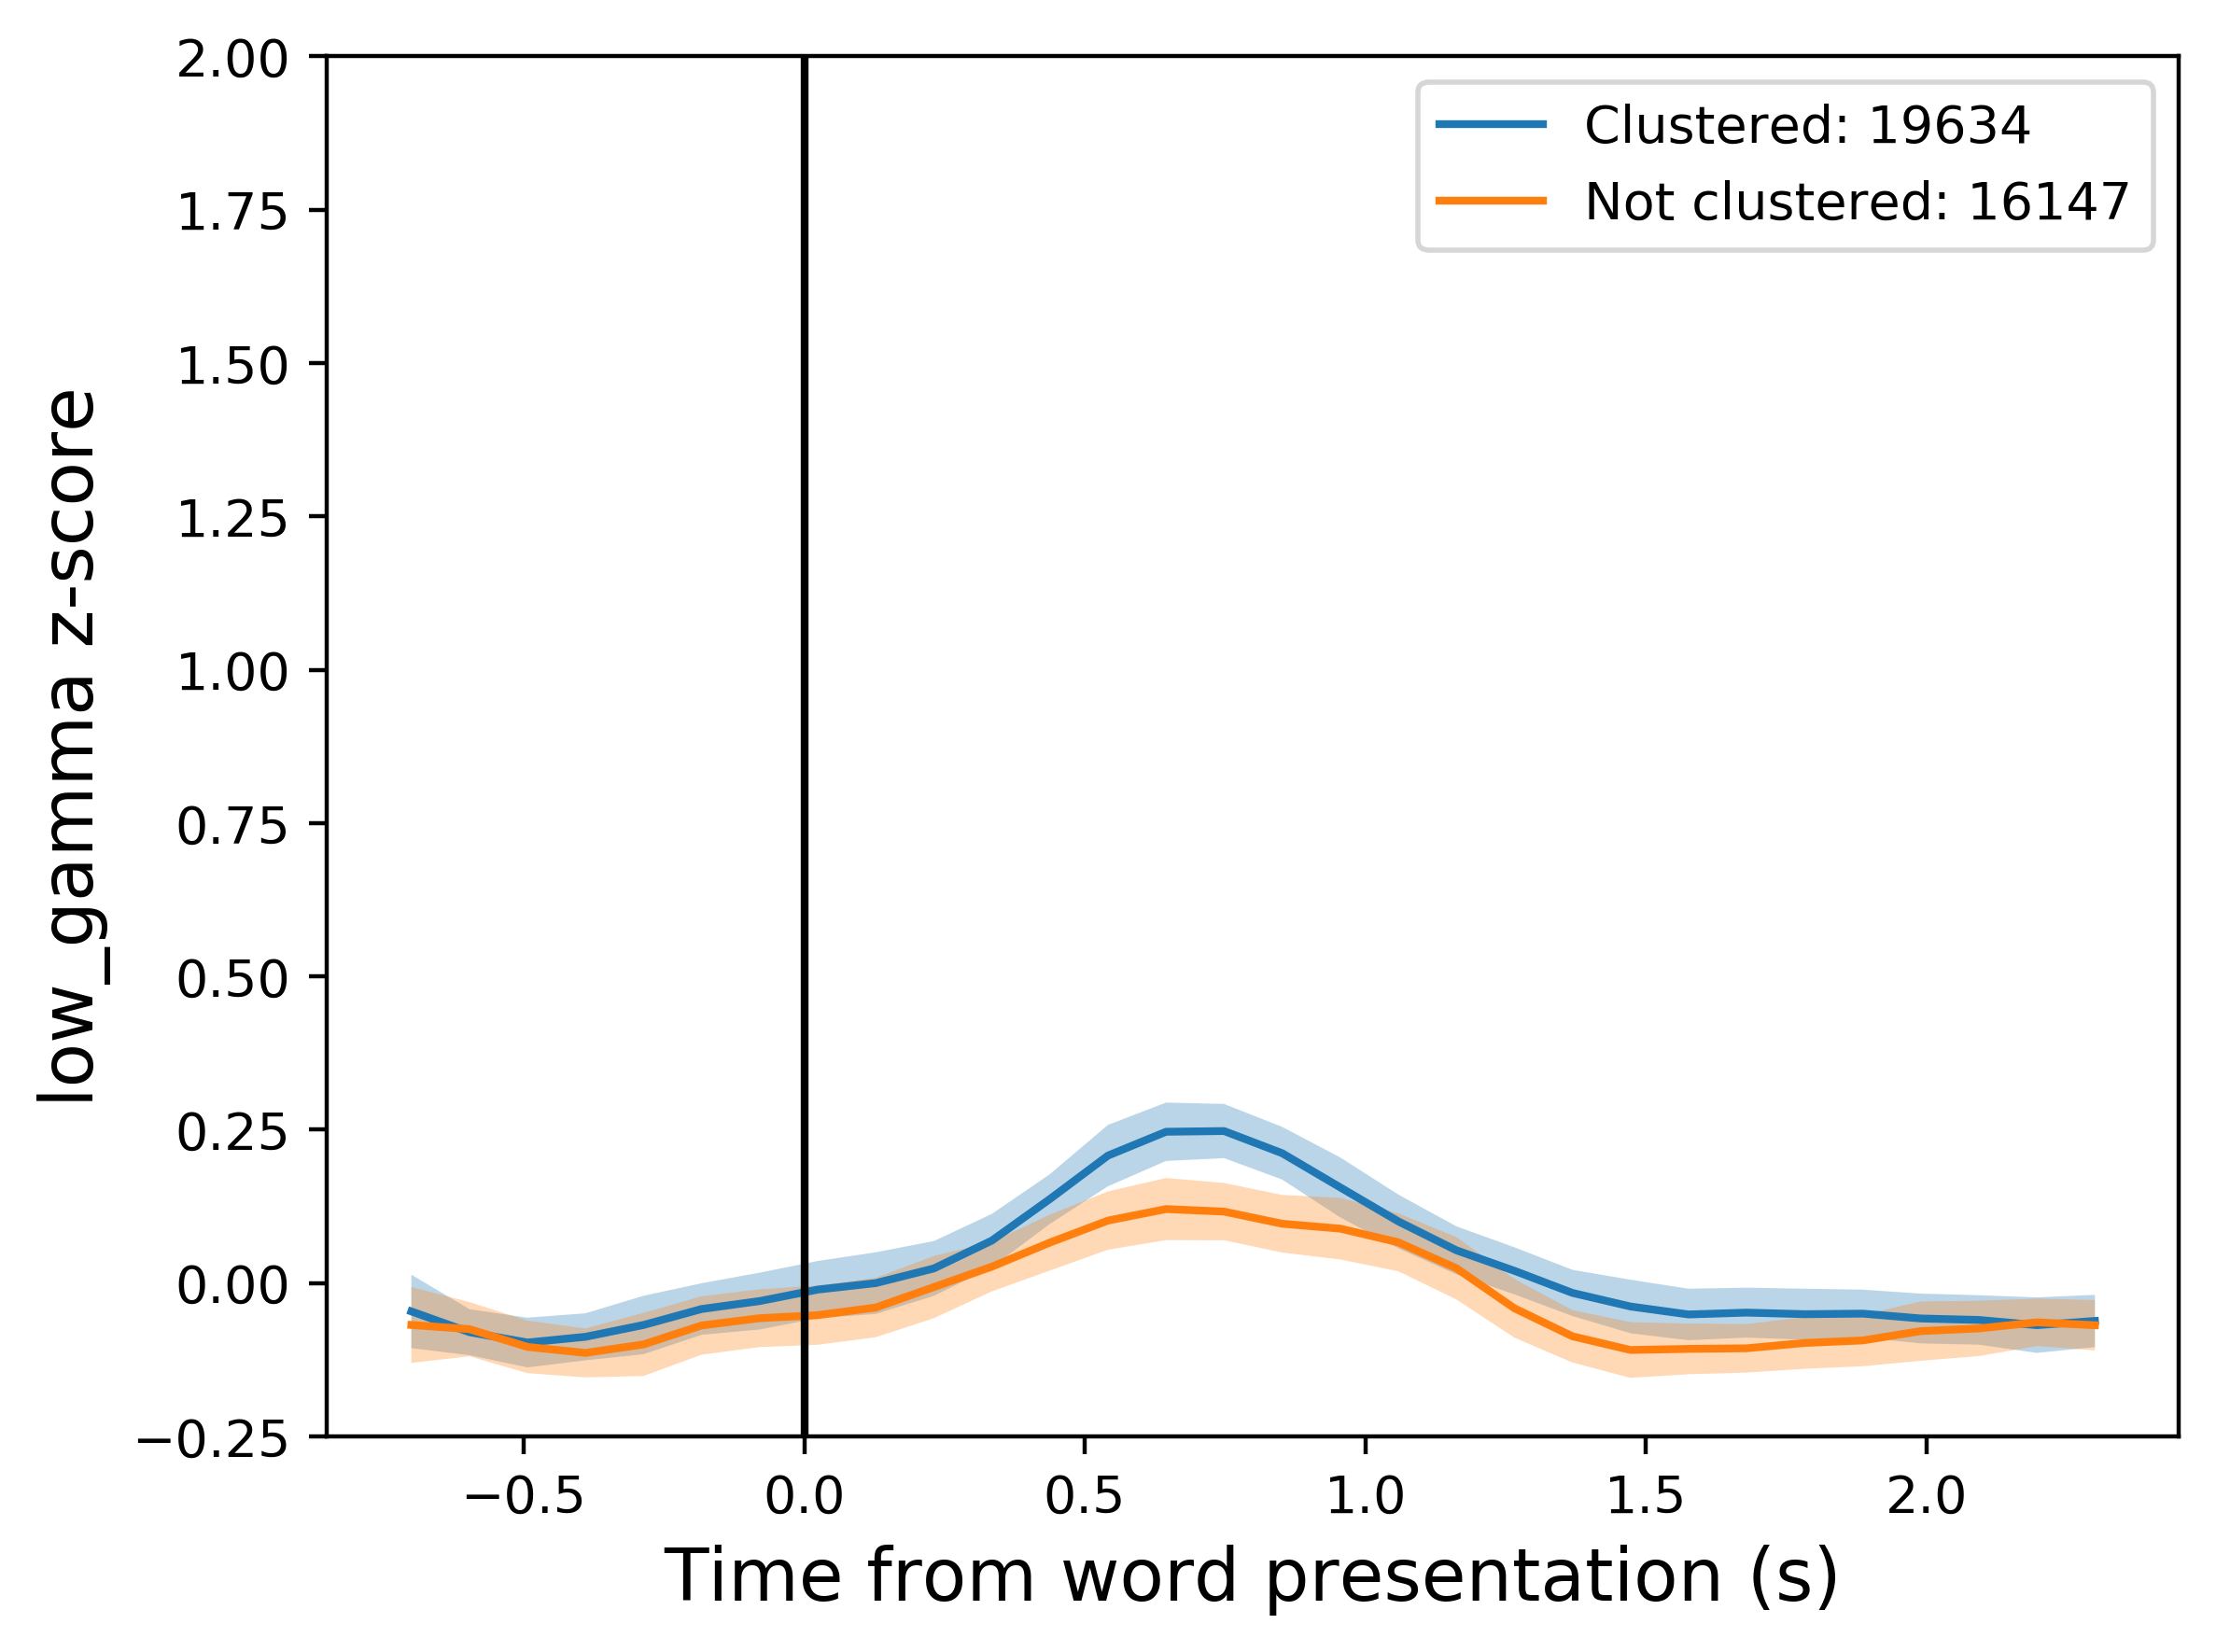 2.00
1.75
1.50
1.25
1.00
0.75
0.50
0.25
0.00
−0.25
low_gamma z-score
Clustered: 19634
Not clustered: 16147
−0.5 0.0 0.5 1.0 1.5 2.0
Time from word presentation (s)